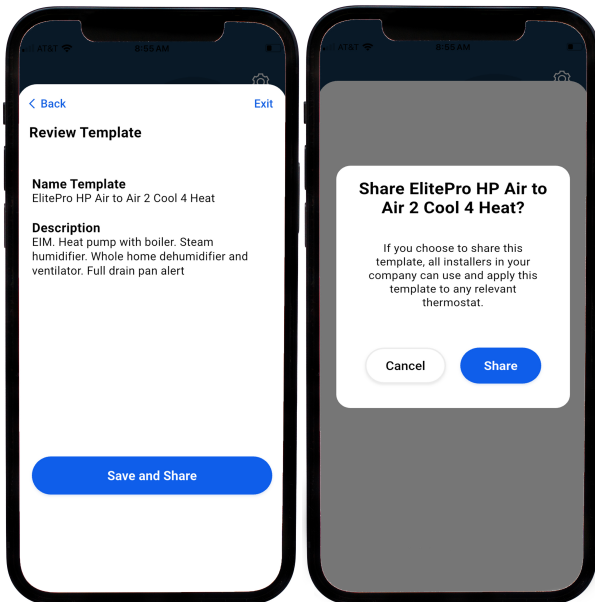 AT&T 8:55 AM
Back Exit
Review Template
Name Template
ElitePro HP Air to Air 2 Cool 4 Heat
Description
EIM. Heat pump with boiler. Steam
humidifier. Whole home dehumidifier and
ventilator. Full drain pan alert
Save and Share
AT&T 8:55 AM
Share ElitePro HP Air to
Air 2 Cool 4 Heat?
If you choose to share this
template, all installers in your
company can use and apply this
template to any relevant
thermostat.
Cancel Share